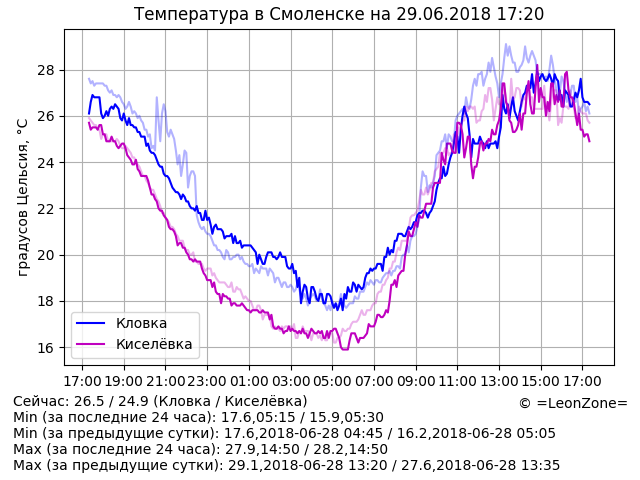 Температура в Смоленске на 29.06.2018 17:20
градусов Цельсия, °C
28
26
24
22
20
18
16
Кловка
Киселёвка
17:00 19:00 21:00 23:00 01:00 03:00 05:00 07:00 09:00 11:00 13:00 15:00 17:00
Сейчас: 26.5 / 24.9 (Кловка / Киселёвка)
© =LeonZone=
Min (за последние 24 часа): 17.6,05:15 / 15.9,05:30
Min (за предыдущие сутки): 17.6,2018-06-28 04:45 / 16.2,2018-06-28 05:05
Max (за последние 24 часа): 27.9,14:50 / 28.2,14:50
Max (за предыдущие сутки): 29.1,2018-06-28 13:20 / 27.6,2018-06-28 13:35